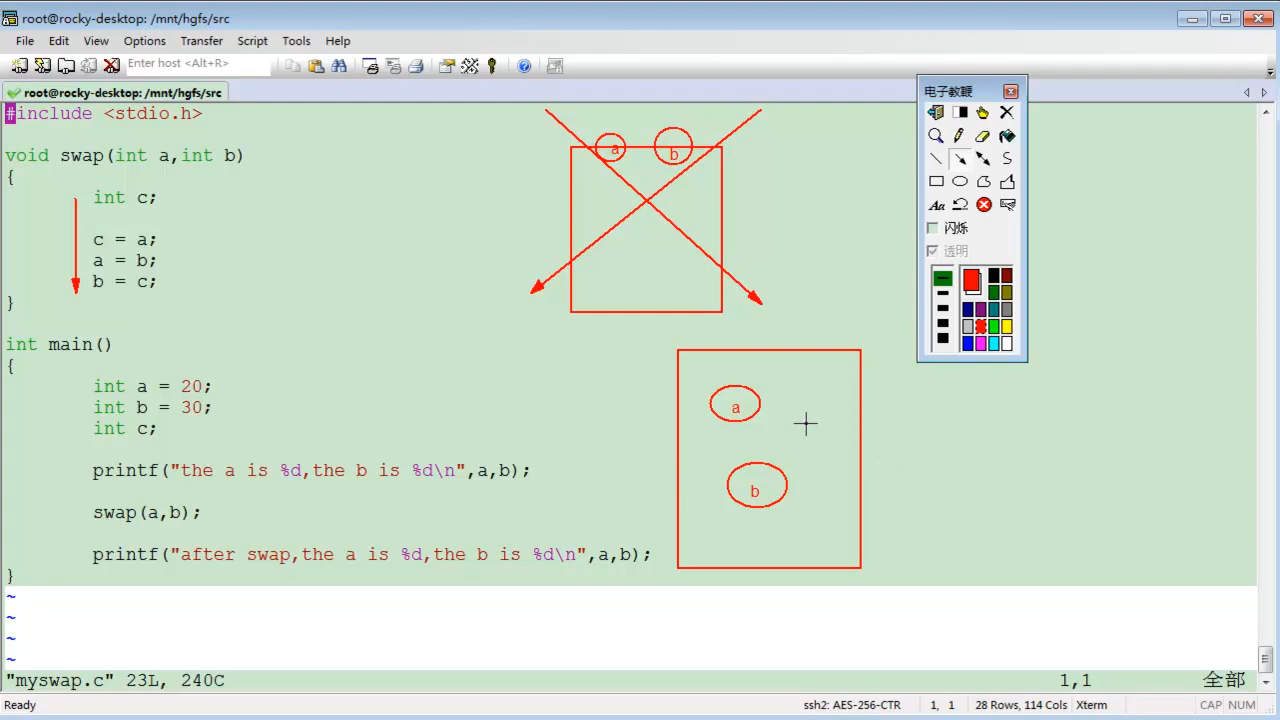 root@rocky-desktop: /mnt/hgfs/src
File Edit View Options Transfer Script Tools Help
Enter host <Alt+R>
root@rocky-desktop: /mnt/hgfs/src
电子教鞭
#include <stdio.h>
a b
void swap(int a,int b)
{
int c;
c = a;
a = b;
b = c;
}
Aa
闪烁
透明
int main()
{
int a = 20;
int b = 30;
int c;
a
printf("the a is %d,the b is %d\n",a,b);
b
swap(a,b);
printf("after swap,the a is %d,the b is %d\n",a,b);
}
~
~
~
~
"myswap.c" 23L, 240C 1,1 全部
Ready ssh2: AES-256-CTR 1, 1 28 Rows, 114 Cols Xterm CAP NUM